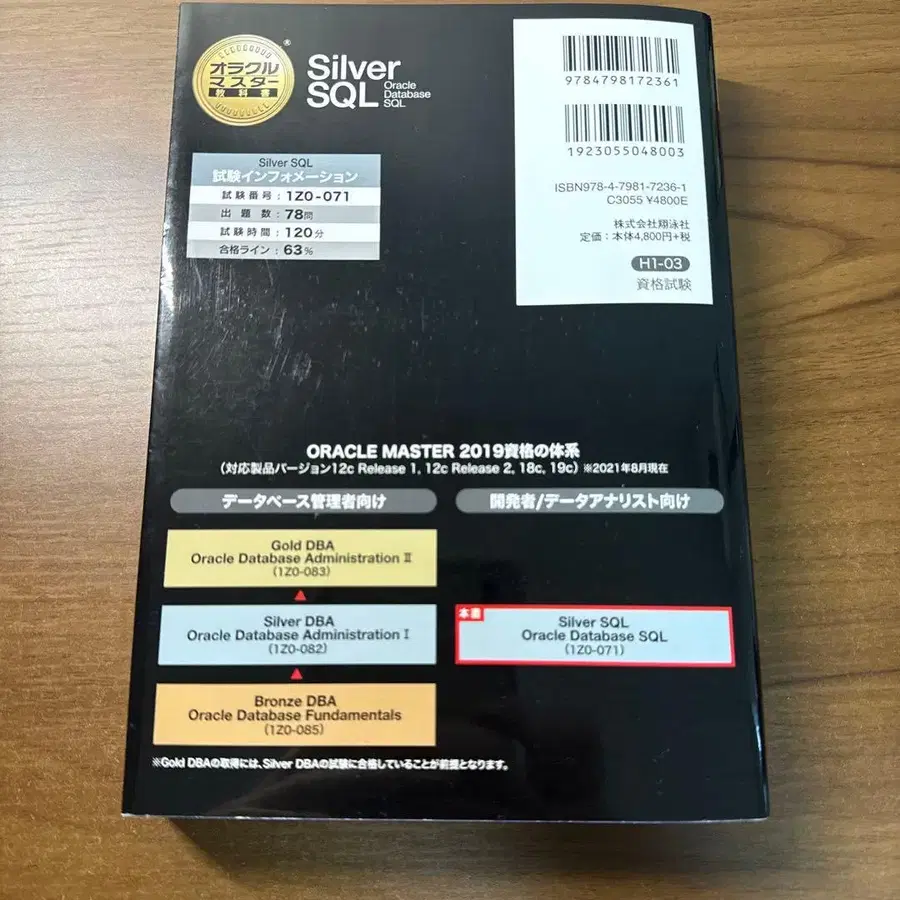 オラクル
マスター
教科書
®
Silver
SQL
Oracle
Database
SQL
9784798172361
1923055048003
ISBN978-4-7981-7236-1
C3055 ¥4800E
株式会社翔泳社
定価：本体4,800円+税
H1-03
資格試験
Silver SQL
試験インフォメーション
試験番号：1Z0-071
出題数：78問
試験時間：120分
合格ライン：63%
ORACLE MASTER 2019資格の体系
（対応製品バージョン12c Release 1, 12c Release 2, 18c, 19c）※2021年8月現在
データベース管理者向け
Gold DBA
Oracle Database Administration Ⅱ
（1Z0-083）
Silver DBA
Oracle Database Administration Ⅰ
（1Z0-082）
Bronze DBA
Oracle Database Fundamentals
（1Z0-085）
開発者/データアナリスト向け
本書
Silver SQL
Oracle Database SQL
（1Z0-071）
※Gold DBAの取得には、Silver DBAの試験に合格していることが前提となります。